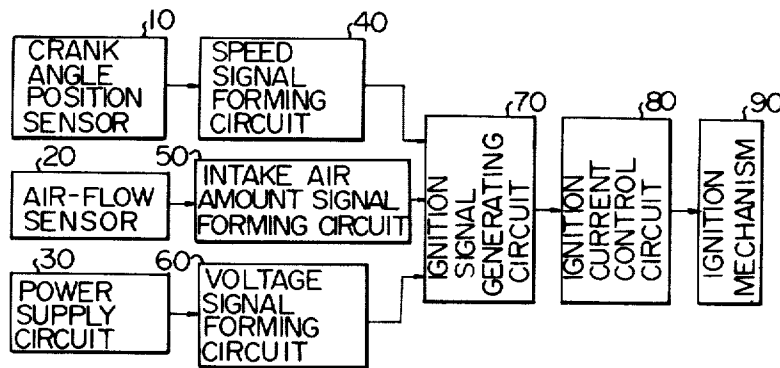 10
CRANK
ANGLE
POSITION
SENSOR
40
SPEED
SIGNAL
FORMING
CIRCUIT
20
AIR-FLOW
SENSOR
50
INTAKE AIR
AMOUNT SIGNAL
FORMING CIRCUIT
30
POWER
SUPPLY
CIRCUIT
60
VOLTAGE
SIGNAL
FORMING
CIRCUIT
70
IGNITION
SIGNAL
GENERATING
CIRCUIT
80
IGNITION
CURRENT
CONTROL
CIRCUIT
90
IGNITION
MECHANISM